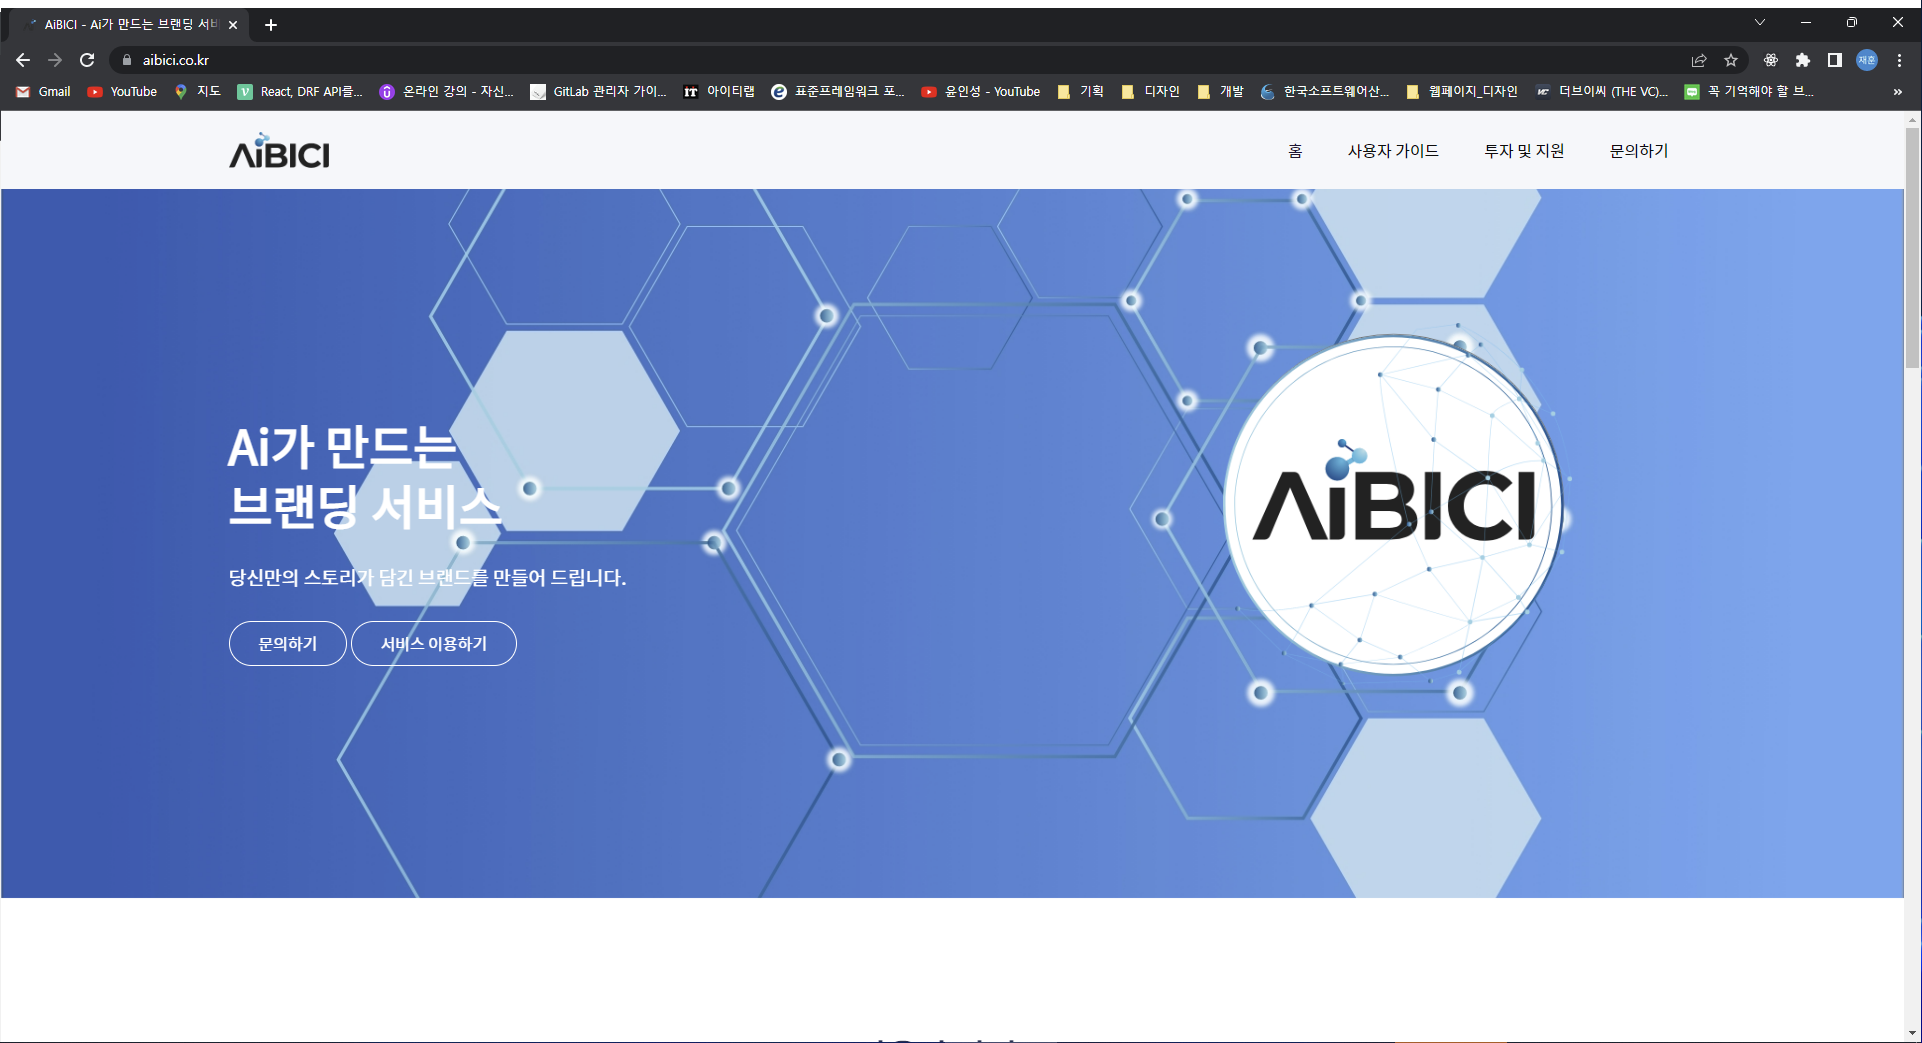 AiBICI - Ai가 만드는 브랜딩 서비
aibici.co.kr
재훈
Gmail
YouTube
지도
React, DRF API를...
온라인 강의 - 자신...
GitLab 관리자 가이...
아이티랩
표준프레임워크 포...
윤인성 - YouTube
기획
디자인
개발
한국소프트웨어산...
웹페이지_디자인
더브이씨 (THE VC)...
꼭 기억해야 할 브...
AiBICI
홈
사용자 가이드
투자 및 지원
문의하기
Ai가 만드는
브랜딩 서비스
당신만의 스토리가 담긴 브랜드를 만들어 드립니다.
문의하기
서비스 이용하기
AiBICI